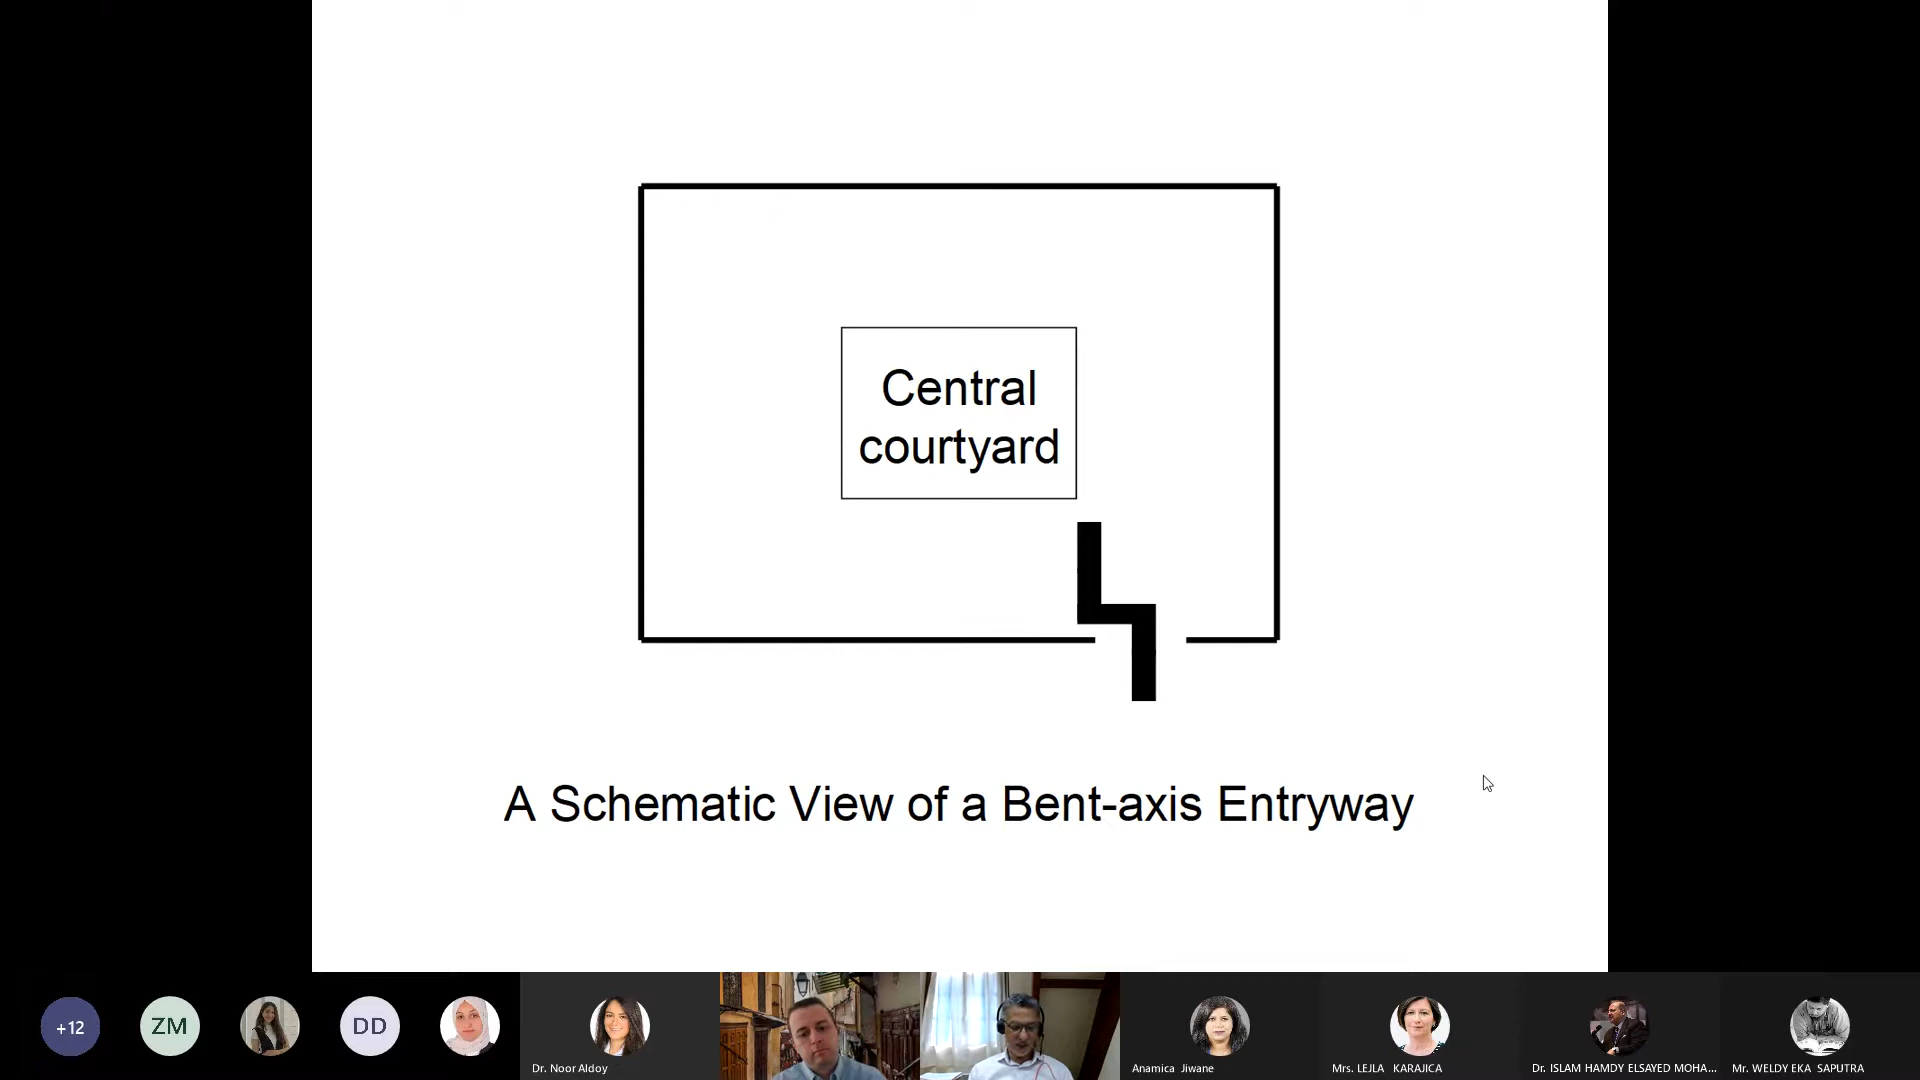 Central
courtyard
A Schematic View of a Bent-axis Entryway
+12
ZM
DD
Dr. Noor Aldoy
Anamica Jiwane
Mrs. LEJLA KARAJICA
Dr. ISLAM HAMDY ELSAYED MOHA...
Mr. WELDY EKA SAPUTRA